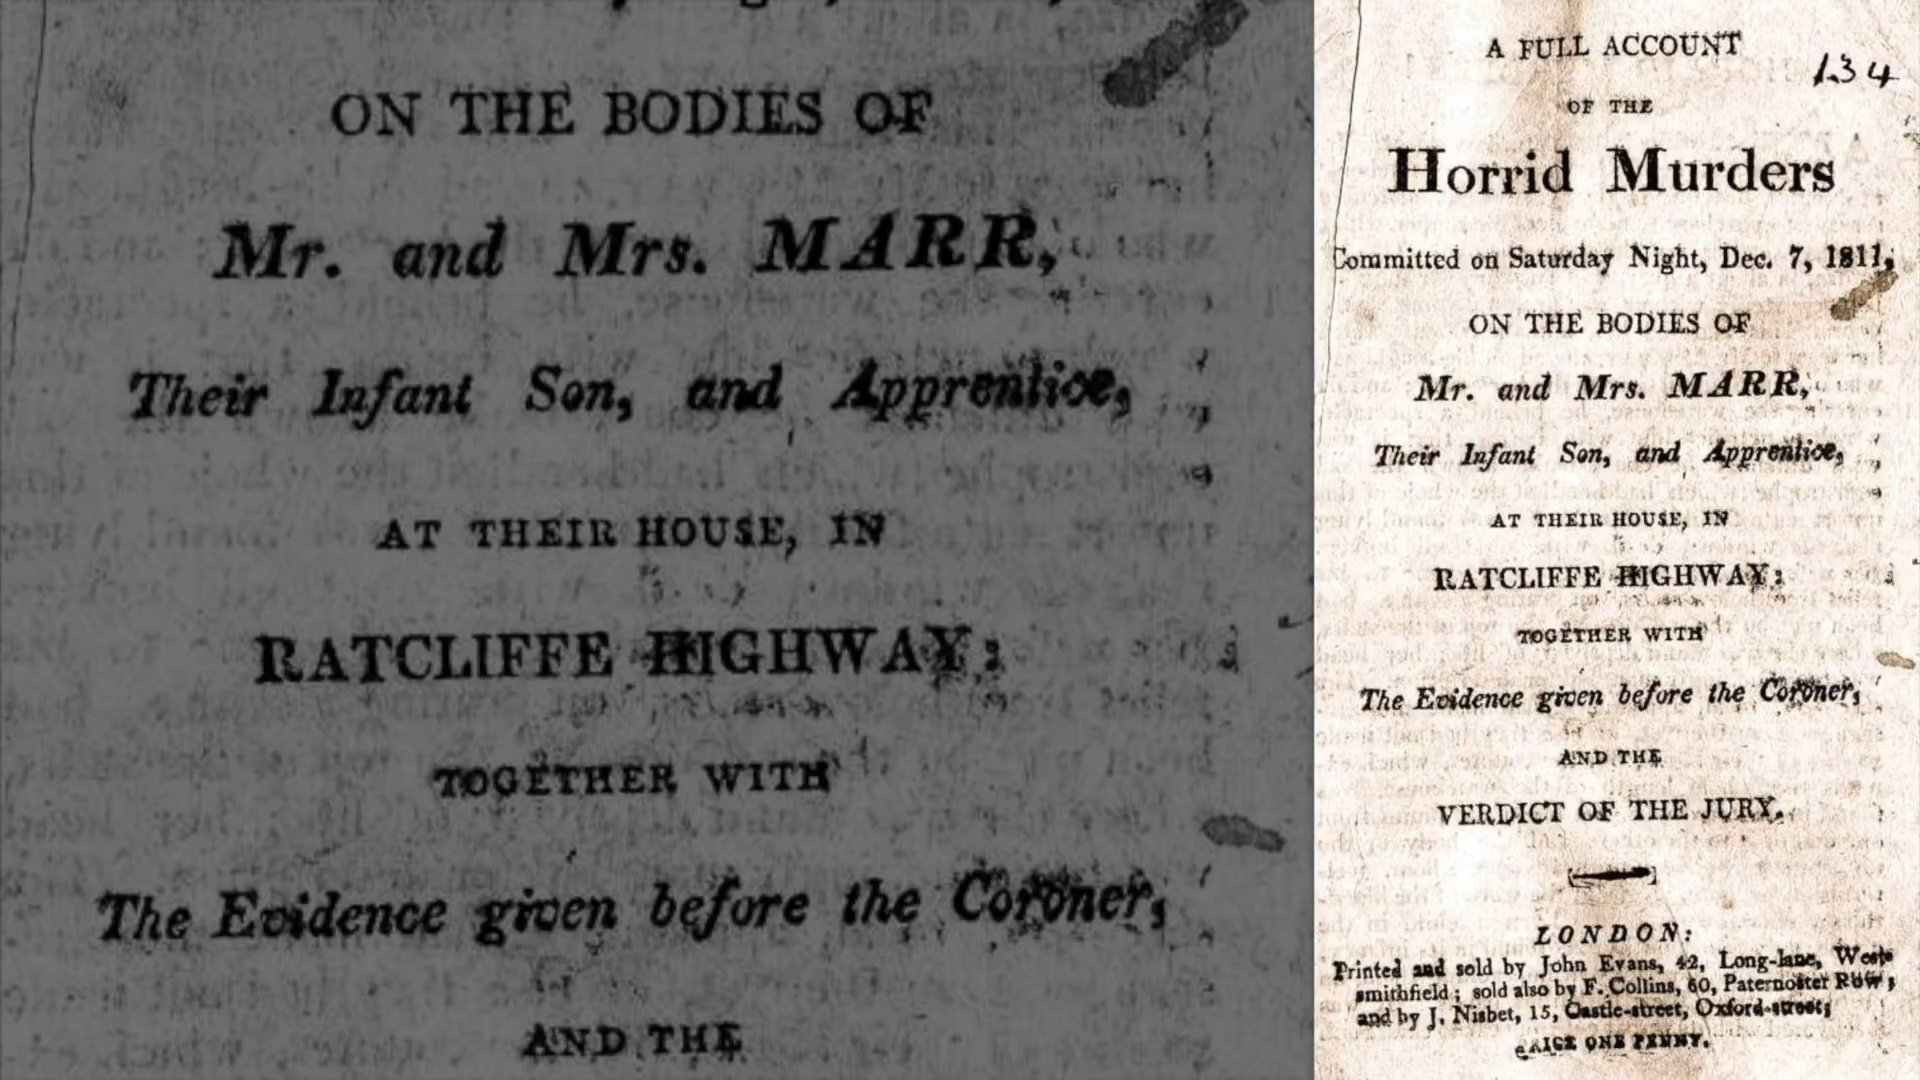 ON THE BODIES OF
Mr. and Mrs. MARR,
Their Infant Son, and Apprentice,
AT THEIR HOUSE, IN
RATCLIFFE HIGHWAY:
TOGETHER WITH
The Evidence given before the Coroner,
AND THE
A FULL ACCOUNT
134
OF THE
Horrid Murders
Committed on Saturday Night, Dec. 7, 1811,
ON THE BODIES OF
Mr. and Mrs. MARR,
Their Infant Son, and Apprentice,
AT THEIR HOUSE, IN
RATCLIFFE HIGHWAY:
TOGETHER WITH
The Evidence given before the Coroner,
AND THE
VERDICT OF THE JURY.
LONDON:
Printed and sold by John Evans, 42, Long-lane, West-
smithfield; sold also by F. Collins, 60, Paternoster Row;
and by J. Nisbet, 15, Castle-street, Oxford-street;
PRICE ONE PENNY.